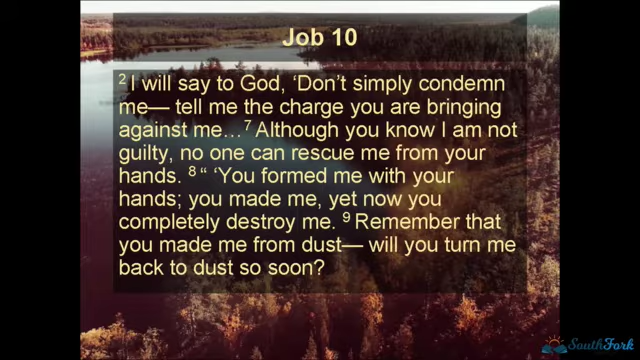 Job 10
2 I will say to God, ‘Don’t simply condemn
me— tell me the charge you are bringing
against me…7 Although you know I am not
guilty, no one can rescue me from your
hands. 8 “ ‘You formed me with your
hands; you made me, yet now you
completely destroy me. 9 Remember that
you made me from dust— will you turn me
back to dust so soon?
SouthFork